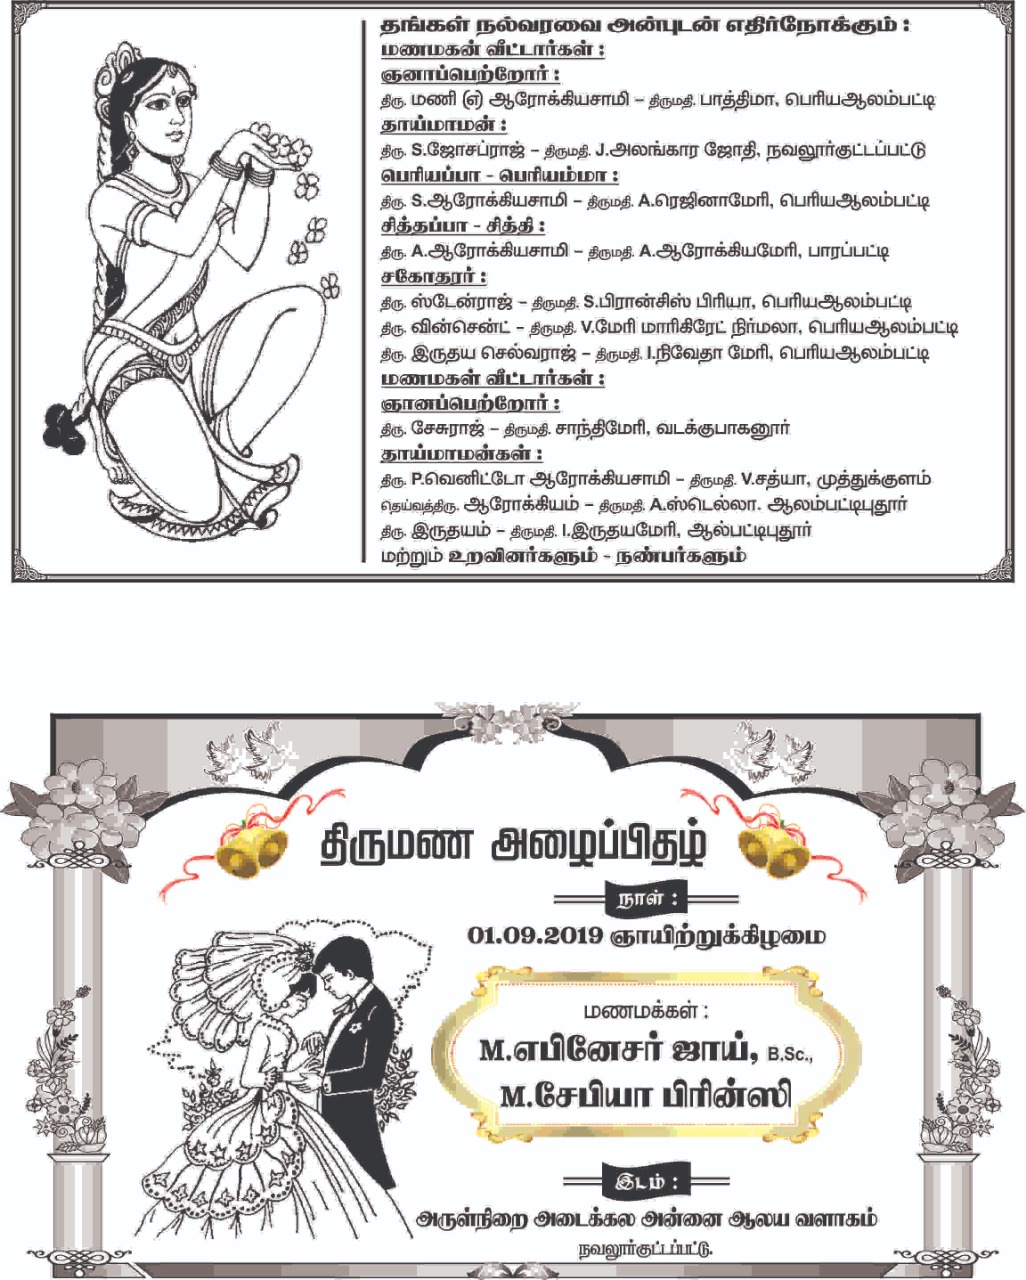 தங்கள் நல்வரவை அன்புடன் எதிர்நோக்கும் :
மணமகன் வீட்டார்கள் :
ஞனாப்பெற்றோர் :
திரு. மணி (எ) ஆரோக்கியசாமி – திருமதி. பாத்திமா, பெரியஆலம்பட்டி
தாய்மாமன் :
திரு. S.ஜோசப்ராஜ் – திருமதி. J.அலங்கார ஜோதி, நவலூர்குட்டப்பட்டு
பெரியப்பா - பெரியம்மா :
திரு. S.ஆரோக்கியசாமி – திருமதி. A.ரெஜினாமேரி, பெரியஆலம்பட்டி
சித்தப்பா - சித்தி :
திரு. A.ஆரோக்கியசாமி – திருமதி. A.ஆரோக்கியமேரி, பாரப்பட்டி
சகோதரர் :
திரு. ஸ்டேன்ராஜ் – திருமதி. S.பிரான்சிஸ் பிரியா, பெரியஆலம்பட்டி
திரு. வின்சென்ட் – திருமதி. V.மேரி மாரிகிரேட் நிர்மலா, பெரியஆலம்பட்டி
திரு. இருதய செல்வராஜ் – திருமதி. I.நிவேதா மேரி, பெரியஆலம்பட்டி
மணமகள் வீட்டார்கள் :
ஞானப்பெற்றோர் :
திரு. சேசுராஜ் – திருமதி. சாந்திமேரி, வடக்குபாகனூர்
தாய்மாமன்கள் :
திரு. P.வெனிட்டோ ஆரோக்கியசாமி – திருமதி. V.சத்யா, முத்துக்குளம்
தெய்வத்திரு. ஆரோக்கியம் – திருமதி. A.ஸ்டெல்லா. ஆலம்பட்டிபுதூர்
திரு. இருதயம் – திருமதி. I.இருதயமேரி, ஆல்பட்டிபுதூர்
மற்றும் உறவினர்களும் - நண்பர்களும்
திருமண அழைப்பிதழ்
நாள் :
01.09.2019 ஞாயிற்றுக்கிழமை
மணமக்கள் :
M.எபினேசர் ஜாய், B.Sc.,
M.சேபியா பிரின்ஸி
இடம் :
அருள்நிறை அடைக்கல அன்னை ஆலய வளாகம்
நவலூர்குட்டப்பட்டு.